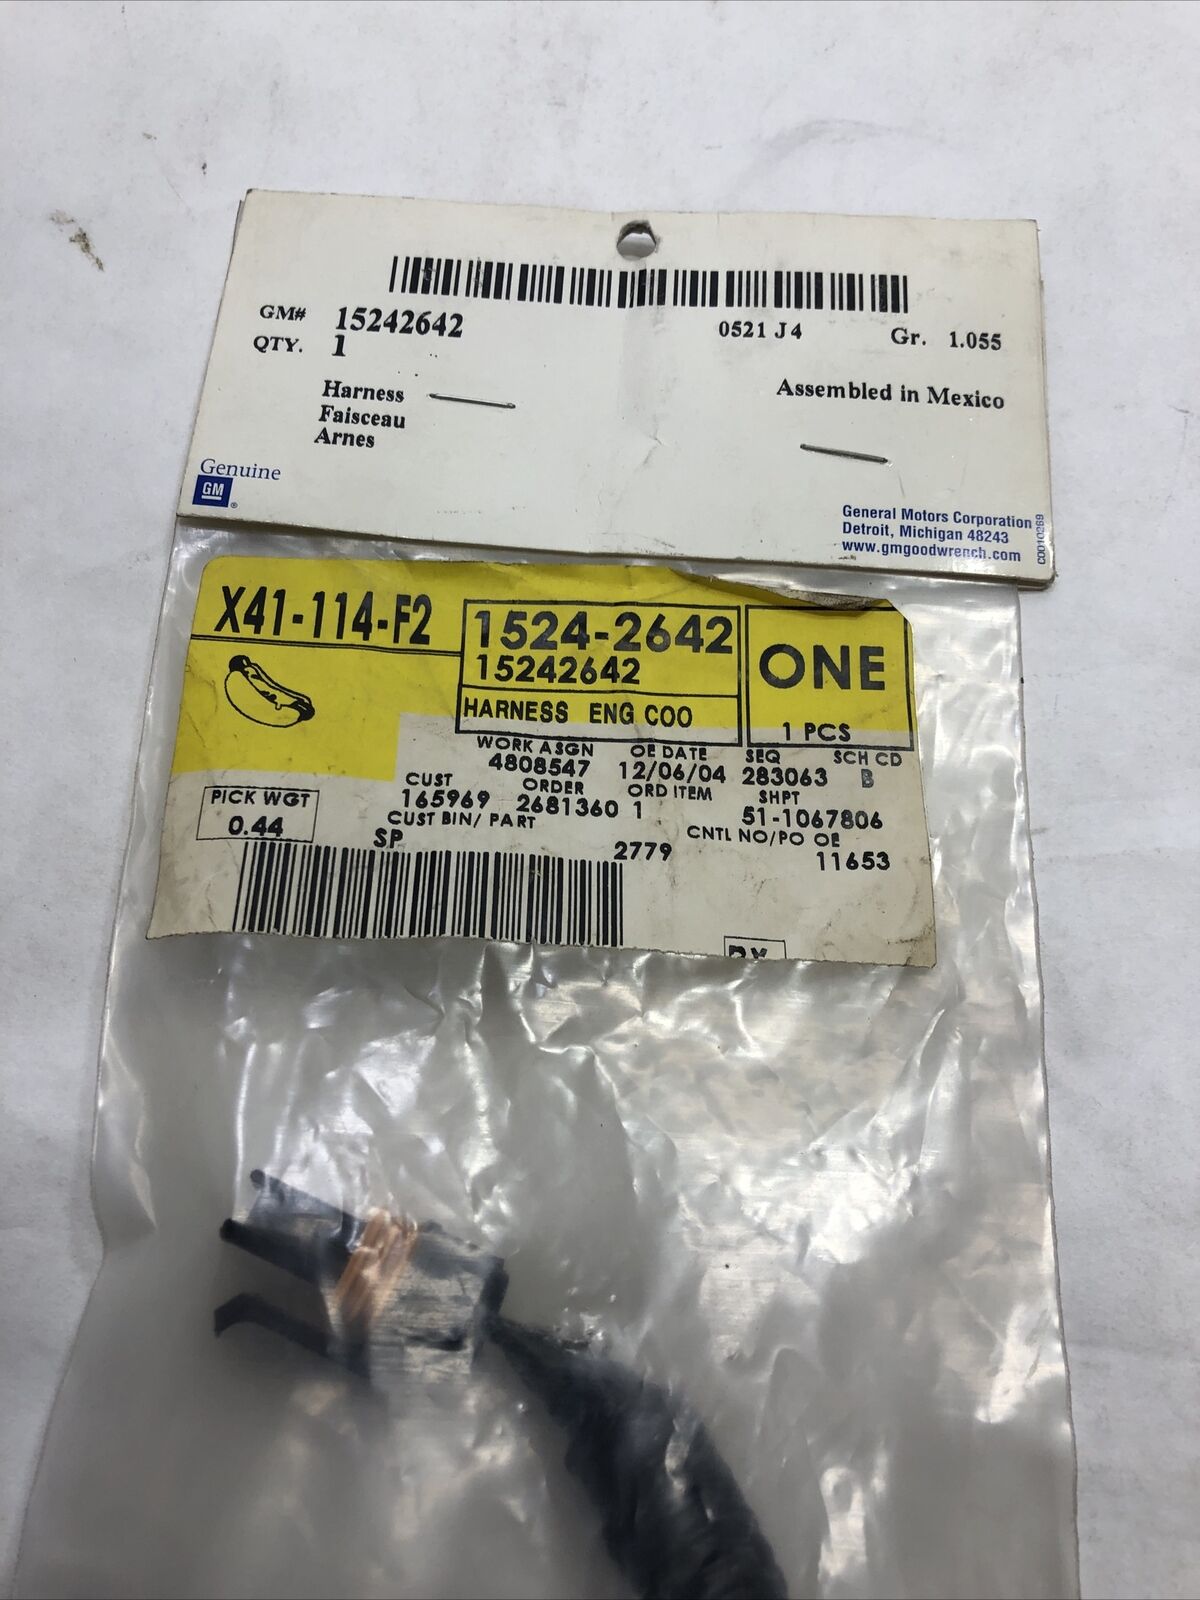 GM# 15242642 0521 J4 Gr. 1.055
QTY. 1
Harness Assembled in Mexico
Faisceau
Arnes
Genuine
GM
General Motors Corporation
Detroit, Michigan 48243
www.gmgoodwrench.com
C0010269
X41-114-F2
1524-2642
15242642
HARNESS ENG COO
ONE
1 PCS
WORK ASGN OE DATE SEQ SCH CD
4808547 12/06/04 283063 B
CUST ORDER ORD ITEM SHPT
165969 2681360 1 51-1067806
CUST BIN/ PART CNTL NO/PO OE
SP 2779 11653
PICK WGT
0.44